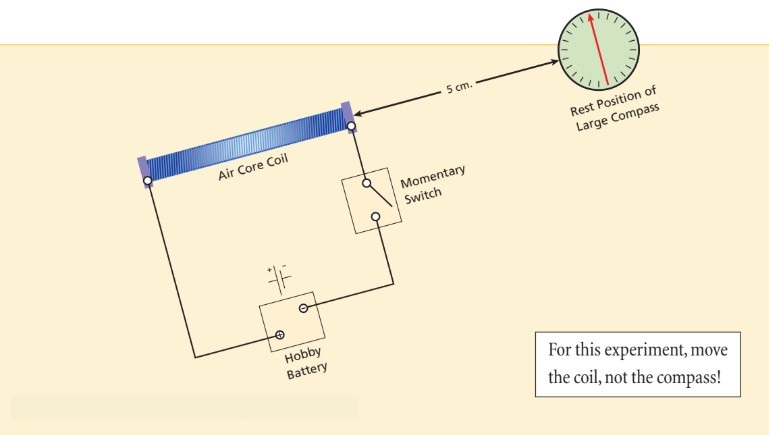 5 cm.
Rest Position of
Large Compass
Air Core Coil
Momentary
Switch
+ -
- 
+
Hobby
Battery
For this experiment, move
the coil, not the compass!